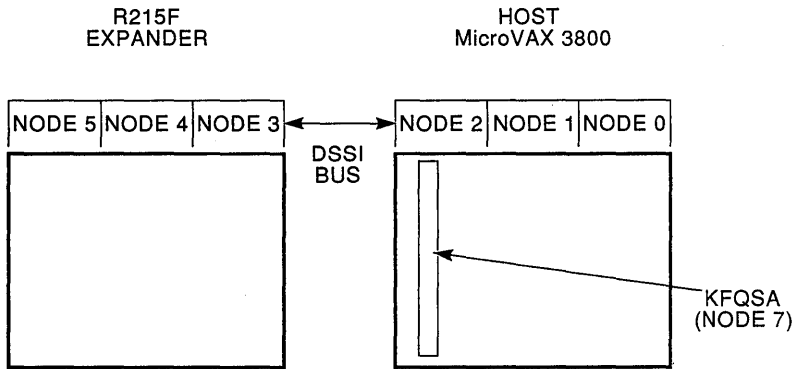 R215F
EXPANDER
HOST
MicroVAX 3800
NODE 5 NODE 4 NODE 3
NODE 2 NODE 1 NODE 0
DSSI
BUS
KFQSA
(NODE 7)